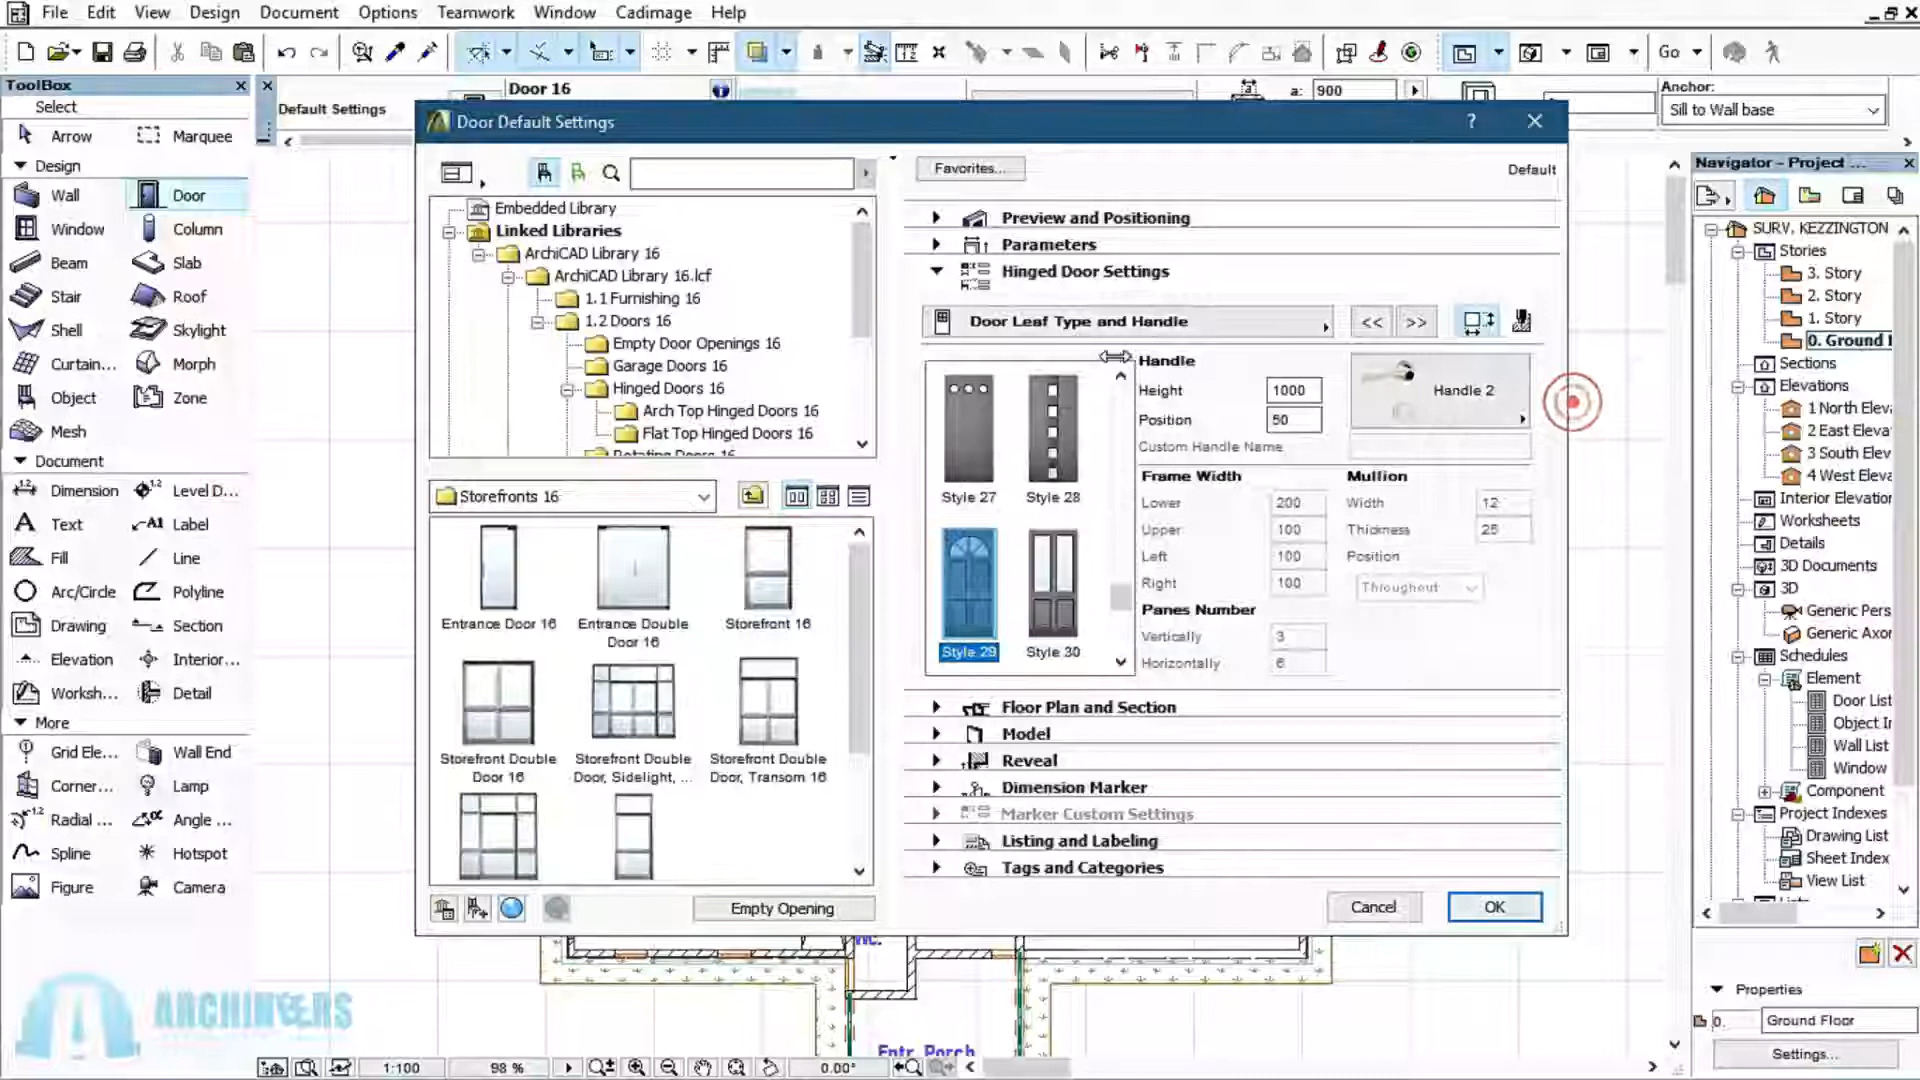 File Edit View Design Document Options Teamwork Window Cadimage Help
Go
ToolBox
Select
Arrow Marquee
Design
Wall Door
Window Column
Beam Slab
Stair Roof
Shell Skylight
Curtain... Morph
Object Zone
Mesh
Document
Dimension Level D...
Text Label
Fill Line
Arc/Circle Polyline
Drawing Section
Elevation Interior...
Worksh... Detail
More
Grid Ele... Wall End
Corner... Lamp
Radial ... Angle ...
Spline Hotspot
Figure Camera
Default Settings
Door 16
a: 900
Anchor:
Sill to Wall base
Door Default Settings
Embedded Library
Linked Libraries
ArchiCAD Library 16
ArchiCAD Library 16.lcf
1.1 Furnishing 16
1.2 Doors 16
Empty Door Openings 16
Garage Doors 16
Hinged Doors 16
Arch Top Hinged Doors 16
Flat Top Hinged Doors 16
Rotating Doors 16
Storefronts 16
Entrance Door 16
Entrance Double Door 16
Storefront 16
Storefront Double Door 16
Storefront Double Door, Sidelight, ...
Storefront Double Door, Transom 16
Empty Opening
Favorites...
Default
Preview and Positioning
Parameters
Hinged Door Settings
Door Leaf Type and Handle
<< >>
Style 27
Style 28
Style 29
Style 30
Handle
Height 1000
Position 50
Custom Handle Name
Handle 2
Frame Width
Lower 200
Upper 100
Left 100
Right 100
Panes Number
Vertically 3
Horizontally 6
Mullion
Width 12
Thickness 25
Position
Throughout
Floor Plan and Section
Model
Reveal
Dimension Marker
Marker Custom Settings
Listing and Labeling
Tags and Categories
Cancel OK
Navigator - Project ...
SURV, KEZZINGTON
Stories
3. Story
2. Story
1. Story
0. Ground
Sections
Elevations
1 North Eleva
2 East Eleva
3 South Elev
4 West Eleva
Interior Elevation
Worksheets
Details
3D Documents
3D
Generic Pers
Generic Axor
Schedules
Element
Door List
Object Ir
Wall List
Window
Component
Project Indexes
Drawing List
Sheet Index
View List
Properties
0. Ground Floor
Settings...
Entr. Porch
ARCHINERS
1:100 98 % 0.00°